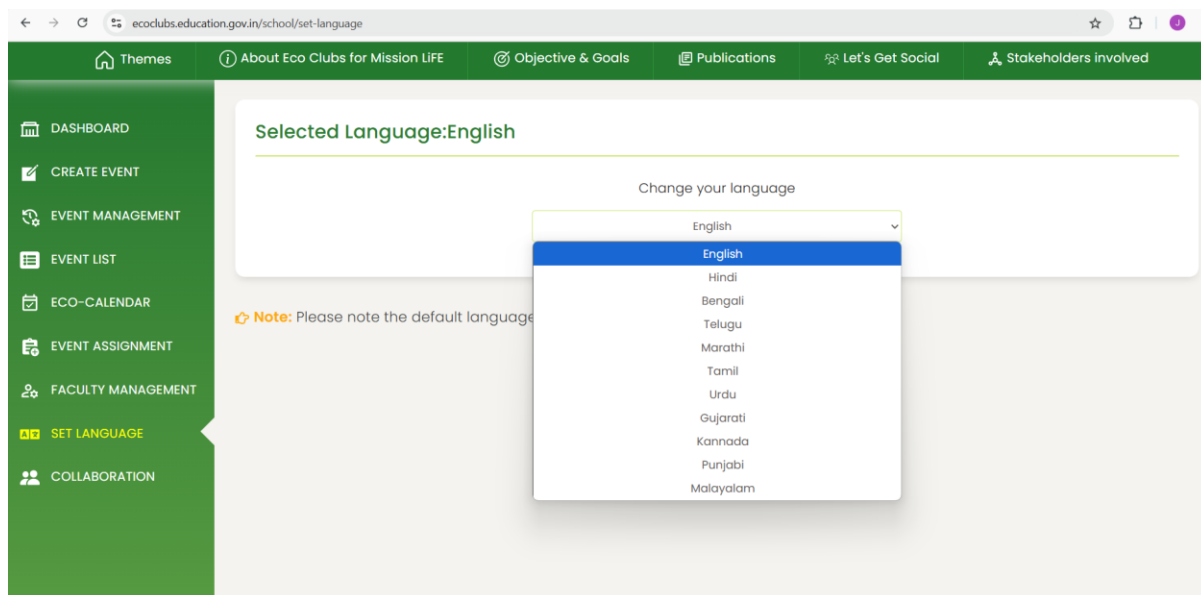 ecoclubs.education.gov.in/school/set-language
J
Themes
About Eco Clubs for Mission LiFE
Objective & Goals
Publications
Let's Get Social
Stakeholders involved
DASHBOARD
CREATE EVENT
EVENT MANAGEMENT
EVENT LIST
ECO-CALENDAR
EVENT ASSIGNMENT
FACULTY MANAGEMENT
SET LANGUAGE
COLLABORATION
Selected Language:English
Change your language
English
English
Hindi
Bengali
Telugu
Marathi
Tamil
Urdu
Gujarati
Kannada
Punjabi
Malayalam
Note: Please note the default language